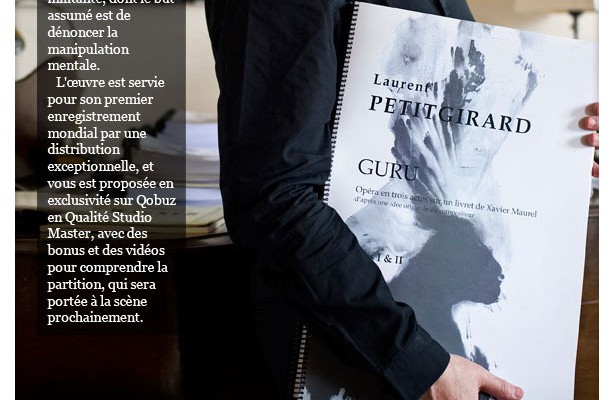 militante, dont le but
assumé est de
dénoncer la
manipulation
mentale.
L'œuvre est servie
pour son premier
enregistrement
mondial par une
distribution
exceptionnelle, et
vous est proposée en
exclusivité sur Qobuz
en Qualité Studio
Master, avec des
bonus et des vidéos
pour comprendre la
partition, qui sera
portée à la scène
prochainement.
Laurent
PETITGIRARD
GURU
Opéra en trois actes sur un livret de Xavier Maurel
d'après une idée originale du compositeur
I & II